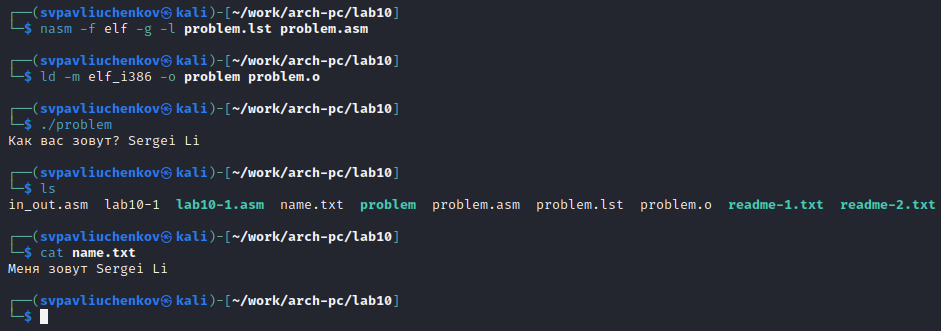 ┌──(svpavliuchenkov㉿kali)-[~/work/arch-pc/lab10]
└─$ nasm -f elf -g -l problem.lst problem.asm
┌──(svpavliuchenkov㉿kali)-[~/work/arch-pc/lab10]
└─$ ld -m elf_i386 -o problem problem.o
┌──(svpavliuchenkov㉿kali)-[~/work/arch-pc/lab10]
└─$ ./problem
Как вас зовут? Sergei Li
┌──(svpavliuchenkov㉿kali)-[~/work/arch-pc/lab10]
└─$ ls
in_out.asm  lab10-1  lab10-1.asm  name.txt  problem  problem.asm  problem.lst  problem.o  readme-1.txt  readme-2.txt
┌──(svpavliuchenkov㉿kali)-[~/work/arch-pc/lab10]
└─$ cat name.txt
Меня зовут Sergei Li
┌──(svpavliuchenkov㉿kali)-[~/work/arch-pc/lab10]
└─$